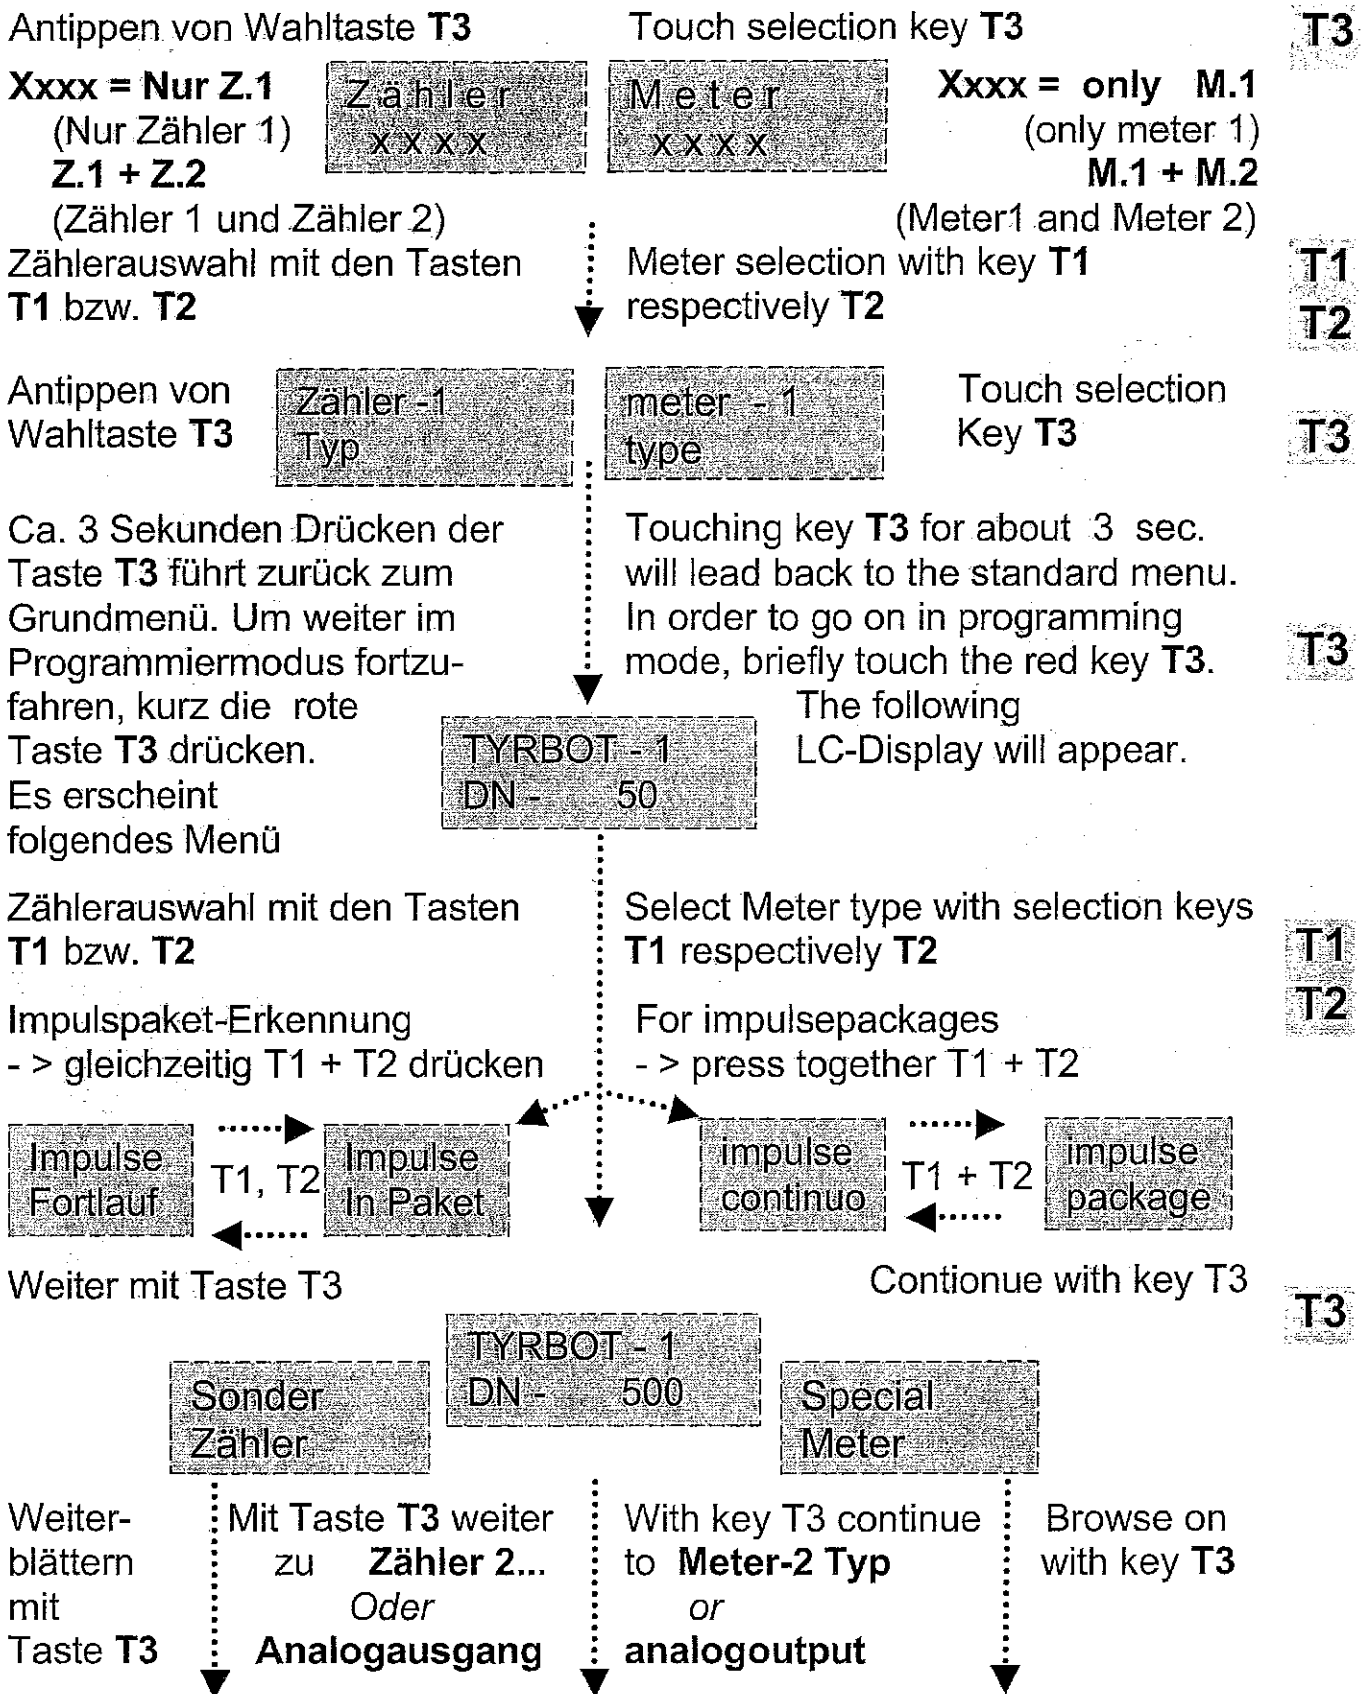 Antippen von Wahltaste T3
Touch selection key T3
T3
Xxxx = Nur Z.1
(Nur Zähler 1)
Z.1 + Z.2
(Zähler 1 und Zähler 2)
Zähler
x x x x
Meter
x x x x
Xxxx = only M.1
(only meter 1)
M.1 + M.2
(Meter1 and Meter 2)
Zählerauswahl mit den Tasten
T1 bzw. T2
Meter selection with key T1
respectively T2
T1
T2
Antippen von
Wahltaste T3
Zähler -1
Typ
meter - 1
type
Touch selection
Key T3
T3
Ca. 3 Sekunden Drücken der
Taste T3 führt zurück zum
Grundmenü. Um weiter im
Programmiermodus fortzu-
fahren, kurz die rote
Taste T3 drücken.
Es erscheint
folgendes Menü
Touching key T3 for about 3 sec.
will lead back to the standard menu.
In order to go on in programming
mode, briefly touch the red key T3.
The following
LC-Display will appear.
T3
TYRBOT - 1
DN - 50
Zählerauswahl mit den Tasten
T1 bzw. T2
Select Meter type with selection keys
T1 respectively T2
T1
T2
Impulspaket-Erkennung
- > gleichzeitig T1 + T2 drücken
For impulsepackages
- > press together T1 + T2
Impulse
Fortlauf
T1, T2
Impulse
In Paket
impulse
continuo
T1 + T2
impulse
package
Weiter mit Taste T3
Contionue with key T3
T3
TYRBOT - 1
DN - 500
Sonder
Zähler
Special
Meter
Weiter-
blättern
mit
Taste T3
Mit Taste T3 weiter
zu Zähler 2...
Oder
Analogausgang
With key T3 continue
to Meter-2 Typ
or
analogoutput
Browse on
with key T3